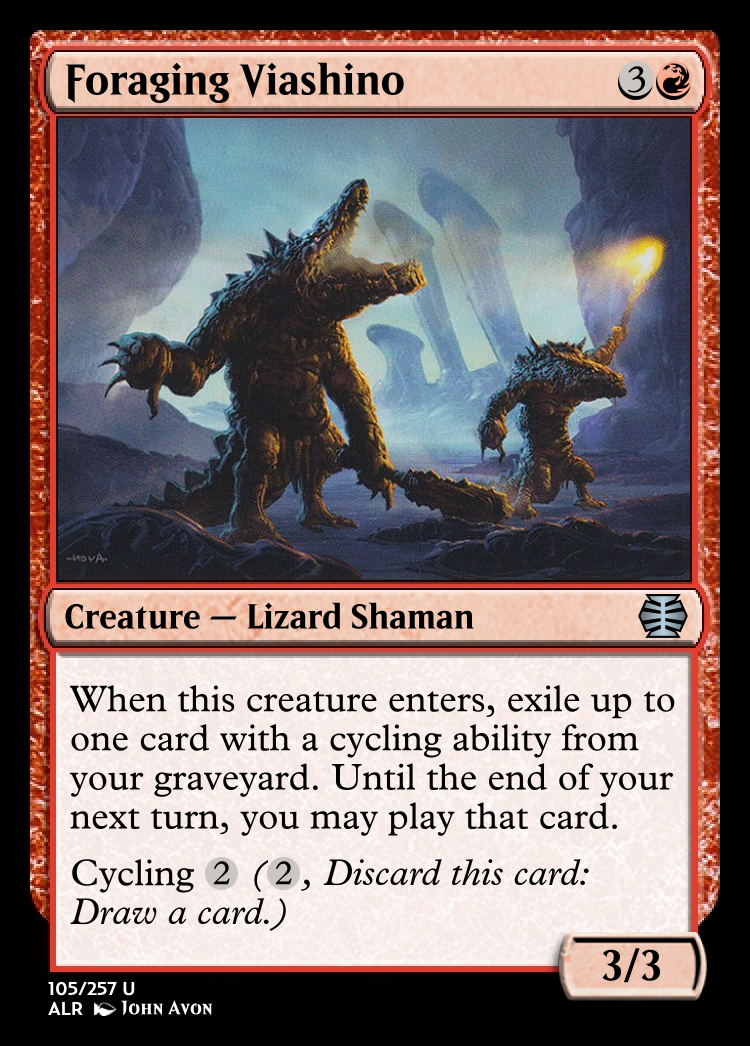 Foraging Viashino 3
-NOVA-
Creature — Lizard Shaman
When this creature enters, exile up to
one card with a cycling ability from
your graveyard. Until the end of your
next turn, you may play that card.
Cycling 2 (2, Discard this card:
Draw a card.)
3/3
105/257 U
ALR John Avon